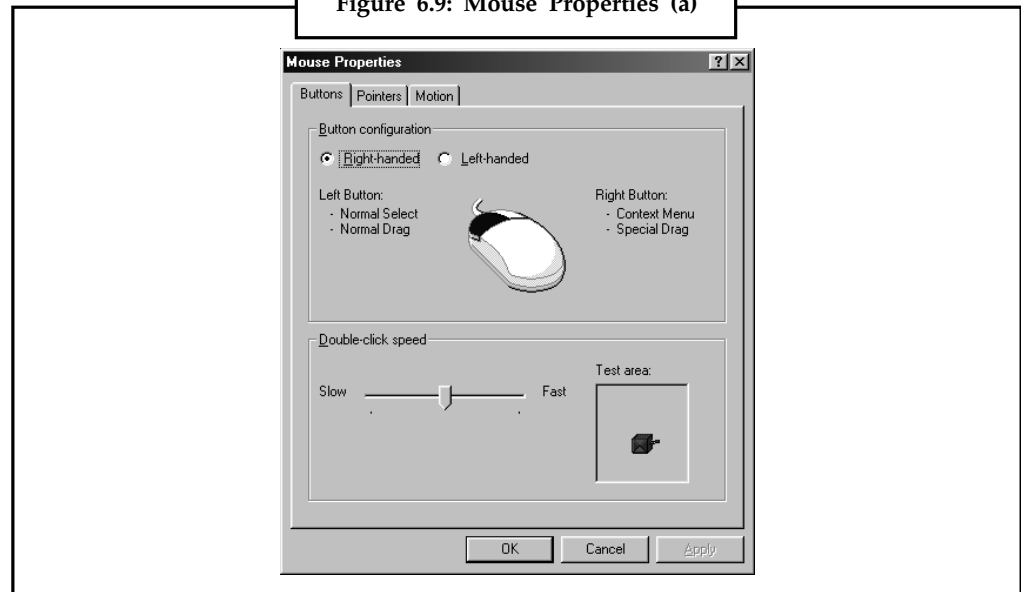 Figure 6.9: Mouse Properties (a)
Mouse Properties
Buttons Pointers Motion
Button configuration
Right-handed Left-handed
Left Button:
- Normal Select
- Normal Drag
Right Button:
- Context Menu
- Special Drag
Double-click speed
Slow Fast
Test area:
OK Cancel Apply